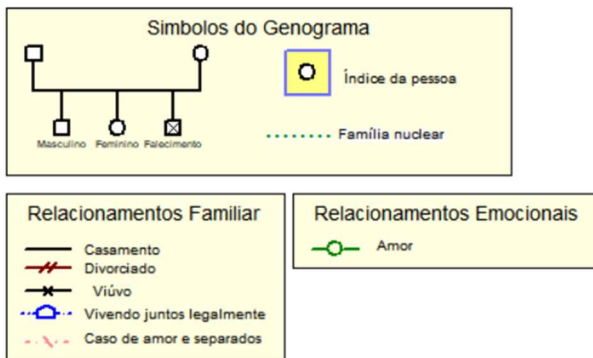 Simbolos do Genograma
Índice da pessoa
Masculino Feminino Falecimento
Família nuclear
Relacionamentos Familiar
Casamento
Divorciado
Viúvo
Vivendo juntos legalmente
Caso de amor e separados
Relacionamentos Emocionais
Amor